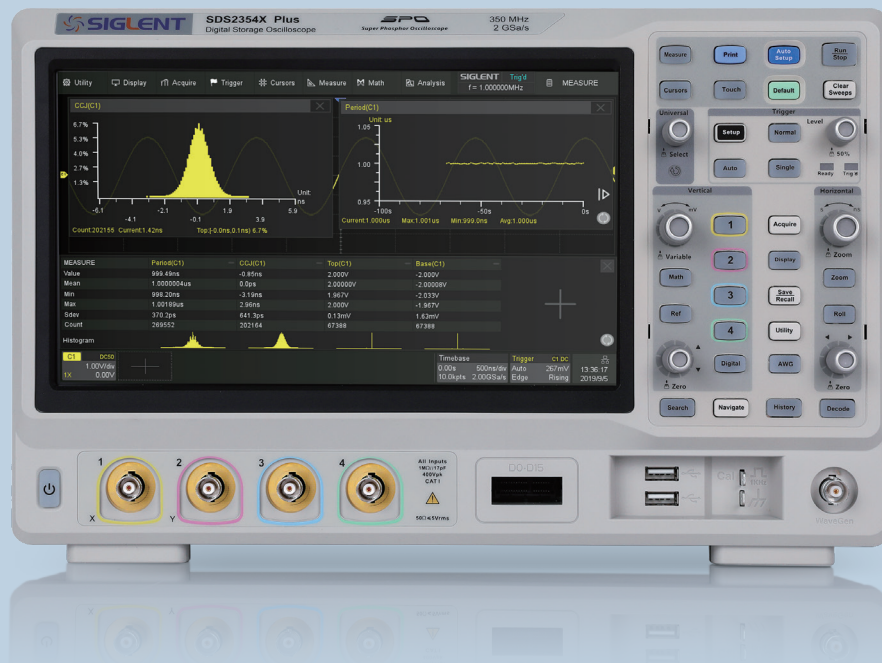 SIGLENT
SDS2354X Plus
Digital Storage Oscilloscope
SPO
Super Phosphor Oscilloscope
350 MHz
2 GSa/s
Utility Display Acquire Trigger Cursors Measure Math Analysis SIGLENT Trig'd MEASURE
f = 1.000000MHz
CCJ(C1)
6.7%
5.3%
4.0%
2.7%
1.3%
Unit
ns
-6.1 -2.1 1.9 5.9
-4.1 -0.1 3.9
Count:202155 Current:1.42ns Top:[-0.0ns,0.1ns) 6.7%
Period(C1)
Unit us
1.05
1.00
0.95
-100s -50s 0s
Current:1.000us Max:1.001us Min:999.0ns Avg:1.000us
MEASURE Period(C1) CCJ(C1) Top(C1) Base(C1)
Value 999.49ns -0.85ns 2.000V -2.000V
Mean 1.0000004us 0.0ps 2.00000V -2.00008V
Min 998.20ns -3.19ns 1.967V -2.033V
Max 1.00199us 2.96ns 2.000V -1.967V
Sdev 370.2ps 641.3ps 0.13mV 1.63mV
Count 269552 202164 67388 67388
Histogram
C1 DC50
1.00V/div
1X 0.00V
Timebase
0.00s 500ns/div
10.0kpts 2.00GSa/s
Trigger C1 DC
Auto 267mV
Edge Rising
13:36:17
2019/9/5
Measure
Print
Auto
Setup
Run
Stop
Cursors
Touch
Default
Clear
Sweeps
Universal
Select
Trigger
Setup
Normal
Level
50%
Auto
Single
Ready Trig'd
Vertical
V mV
Variable
1
2
3
4
Math
Ref
Digital
Zero
Acquire
Display
Save
Recall
Utility
AWG
Horizontal
S nS
Zoom
Zoom
Roll
Zero
Search
Navigate
History
Decode
1
2
3
4
X
Y
All Inputs
1MΩ||17pF
400Vpk
CAT I
50Ω≤5Vrms
D0-D15
Cal
1kHz
WaveGen